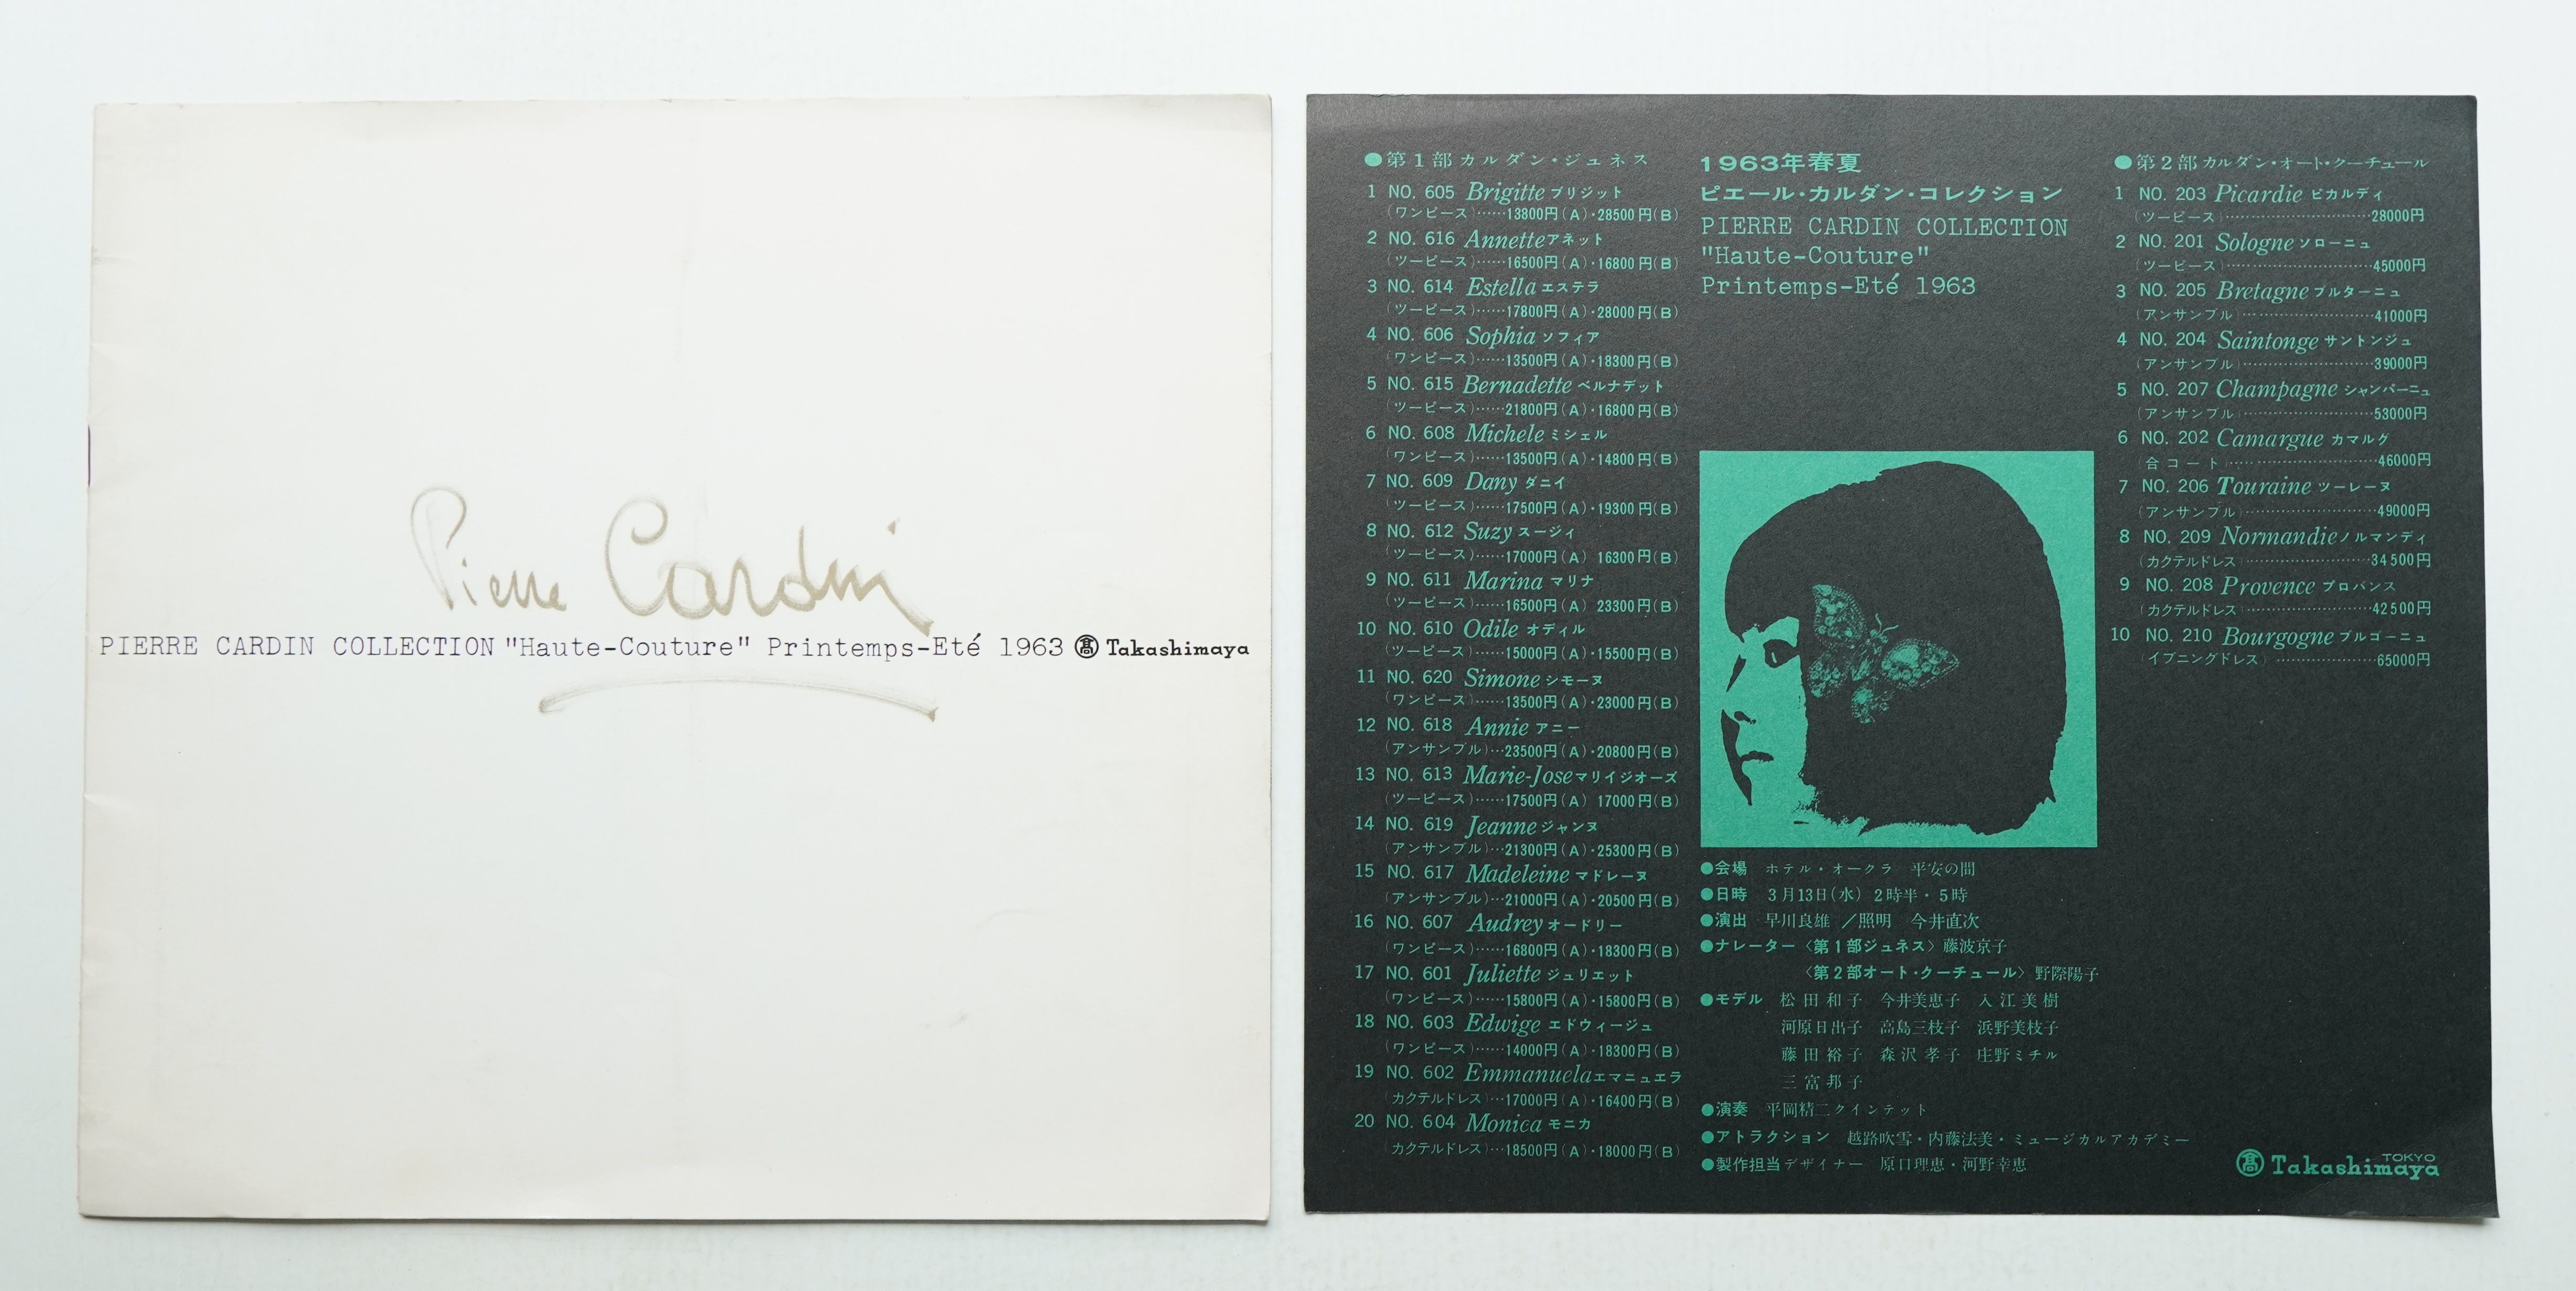 Pierre Cardin
PIERRE CARDIN COLLECTION "Haute-Couture" Printemps-Eté 1963 髙 Takashimaya
●第1部カルダン・ジュネス
1 NO. 605 Brigitte ブリジット
(ワンピース)……13800円(A)・28500円(B)
2 NO. 616 Annette アネット
(ツーピース)……16500円(A)・16800円(B)
3 NO. 614 Estella エステラ
(ツーピース)……17800円(A)・28000円(B)
4 NO. 606 Sophia ソフィア
(ワンピース)……13500円(A)・18300円(B)
5 NO. 615 Bernadette ベルナデット
(ツーピース)……21800円(A)・16800円(B)
6 NO. 608 Michele ミシェル
(ワンピース)……13500円(A)・14800円(B)
7 NO. 609 Dany ダニイ
(ツーピース)……17500円(A)・19300円(B)
8 NO. 612 Suzy スージィ
(ツーピース)……17000円(A) 16300円(B)
9 NO. 611 Marina マリナ
(ツーピース)……16500円(A) 23300円(B)
10 NO. 610 Odile オディル
(ツーピース)……15000円(A)・15500円(B)
11 NO. 620 Simone シモーヌ
(ワンピース)……13500円(A)・23000円(B)
12 NO. 618 Annie アニー
(アンサンブル)…23500円(A)・20800円(B)
13 NO. 613 Marie-Jose マリイジオーズ
(ツーピース)……17500円(A) 17000円(B)
14 NO. 619 Jeanne ジャンヌ
(アンサンブル)…21300円(A)・25300円(B)
15 NO. 617 Madeleine マドレーヌ
(アンサンブル)…21000円(A)・20500円(B)
16 NO. 607 Audrey オードリー
(ワンピース)……16800円(A)・18300円(B)
17 NO. 601 Juliette ジュリエット
(ワンピース)……15800円(A)・15800円(B)
18 NO. 603 Edwige エドウィージュ
(ワンピース)……14000円(A)・18300円(B)
19 NO. 602 Emmanuela エマニュエラ
(カクテルドレス)…17000円(A)・16400円(B)
20 NO. 604 Monica モニカ
(カクテルドレス)…18500円(A)・18000円(B)
1963年春夏
ピエール・カルダン・コレクション
PIERRE CARDIN COLLECTION
"Haute-Couture"
Printemps-Eté 1963
●会場 ホテル・オークラ 平安の間
●日時 3月13日(水) 2時半・5時
●演出 早川良雄／照明 今井直次
●ナレーター〈第1部ジュネス〉藤波京子
〈第2部オート・クーチュール〉野際陽子
●モデル 松田和子 今井美恵子 入江美樹
河原日出子 高島三枝子 浜野美枝子
藤田裕子 森沢孝子 庄野ミチル
三富邦子
●演奏 平岡精二クインテット
●アトラクション 越路吹雪・内藤法美・ミュージカルアカデミー
●製作担当デザイナー 原口理恵・河野幸恵
●第2部カルダン・オート・クーチュール
1 NO. 203 Picardie ピカルディ
(ツーピース)……28000円
2 NO. 201 Sologne ソローニュ
(ツーピース)……45000円
3 NO. 205 Bretagne ブルターニュ
(アンサンブル)……41000円
4 NO. 204 Saintonge サントンジュ
(アンサンブル)……39000円
5 NO. 207 Champagne シャンパーニュ
(アンサンブル)……53000円
6 NO. 202 Camargue カマルグ
(合コート)……46000円
7 NO. 206 Touraine ツーレーヌ
(アンサンブル)……49000円
8 NO. 209 Normandie ノルマンディ
(カクテルドレス)……34500円
9 NO. 208 Provence プロバンス
(カクテルドレス)……42500円
10 NO. 210 Bourgogne ブルゴーニュ
(イブニングドレス)……65000円
TOKYO
髙 Takashimaya